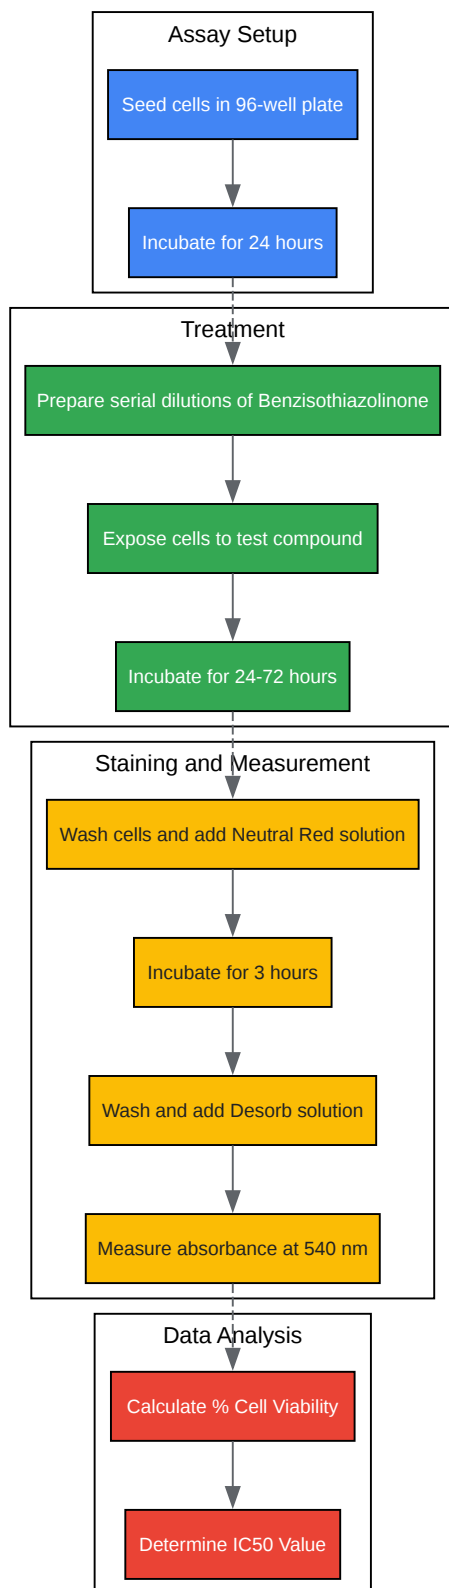 Assay Setup
Seed cells in 96-well plate
Incubate for 24 hours
Treatment
Prepare serial dilutions of Benzisothiazolinone
Expose cells to test compound
Incubate for 24-72 hours
Staining and Measurement
Wash cells and add Neutral Red solution
Incubate for 3 hours
Wash and add Desorb solution
Measure absorbance at 540 nm
Data Analysis
Calculate % Cell Viability
Determine IC50 Value